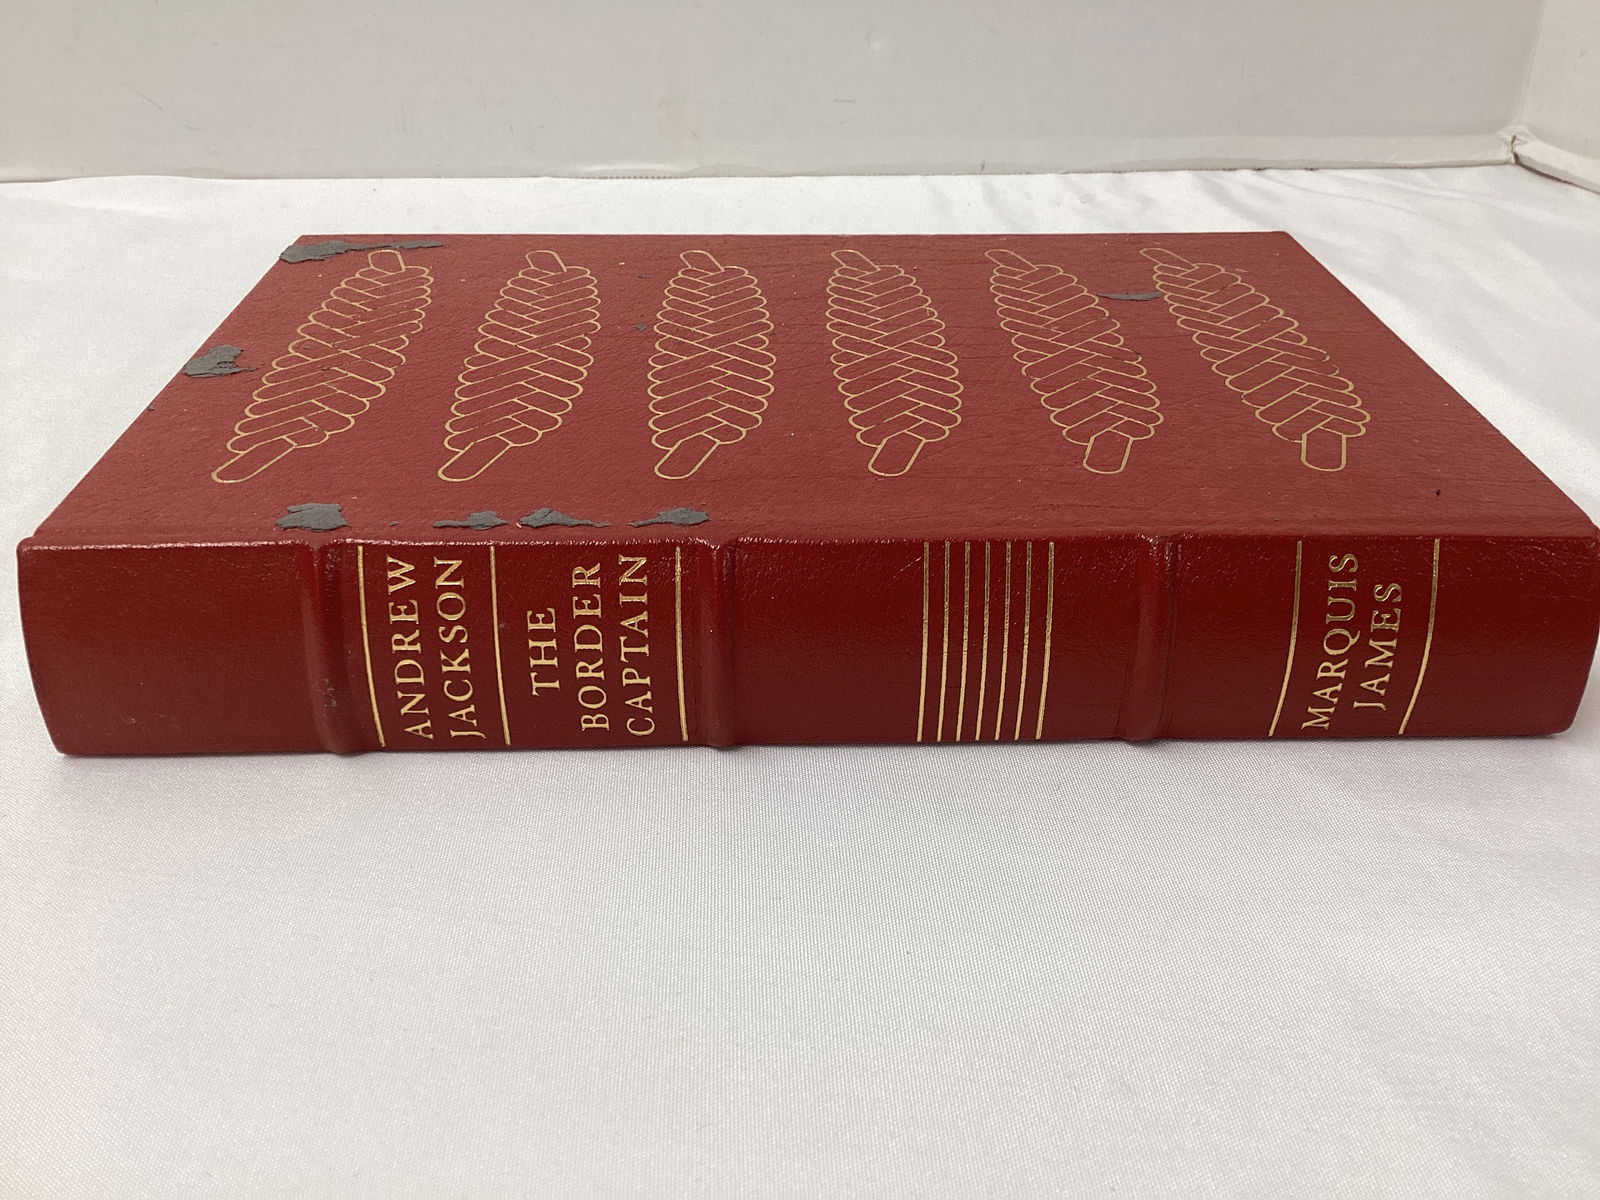 ANDREW
JACKSON
THE
BORDER
CAPTAIN
MARQUIS
JAMES